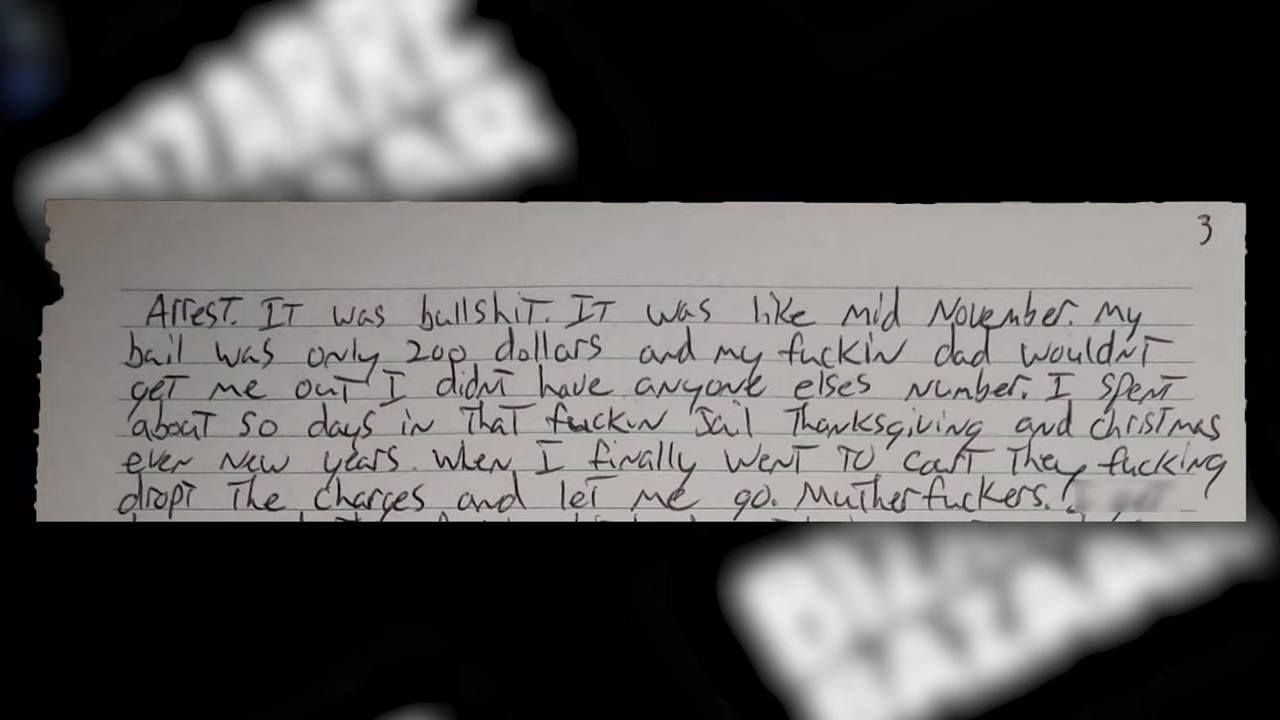 3
Arrest. IT was bullshiT. IT was like mid November. My
bail was only 200 dollars and my fuckin dad wouldnT
geT me ouT I didnT have anyone elses number. I spenT
abouT 50 days in ThaT fuckin Jail Thanksgiving and chrisTmas
even New years. when I finally wenT To courT They fucking
dropT The charges and leT me go. MuTherfuckers.